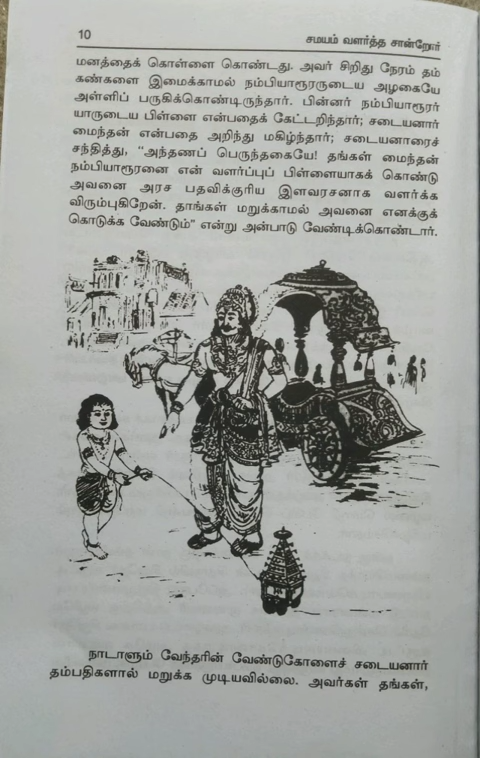 10
சமயம் வளர்த்த சான்றோர்
மனத்தைக் கொள்ளை கொண்டது. அவர் சிறிது நேரம் தம்
கண்களை இமைக்காமல் நம்பியாரூரருடைய அழகையே
அள்ளிப் பருகிக்கொண்டிருந்தார். பின்னர் நம்பியாரூரர்
யாருடைய பிள்ளை என்பதைக் கேட்டறிந்தார்; சடையனார்
மைந்தன் என்பதை அறிந்து மகிழ்ந்தார்; சடையனாரைச்
சந்தித்து, “அந்தணப் பெருந்தகையே! தங்கள் மைந்தன்
நம்பியாரூரனை என் வளர்ப்புப் பிள்ளையாகக் கொண்டு
அவனை அரச பதவிக்குரிய இளவரசனாக வளர்க்க
விரும்புகிறேன். தாங்கள் மறுக்காமல் அவனை எனக்குக்
கொடுக்க வேண்டும்” என்று அன்பாடு வேண்டிக்கொண்டார்.
நாடாளும் வேந்தரின் வேண்டுகோளைச் சடையனார்
தம்பதிகளால் மறுக்க முடியவில்லை. அவர்கள் தங்கள்,